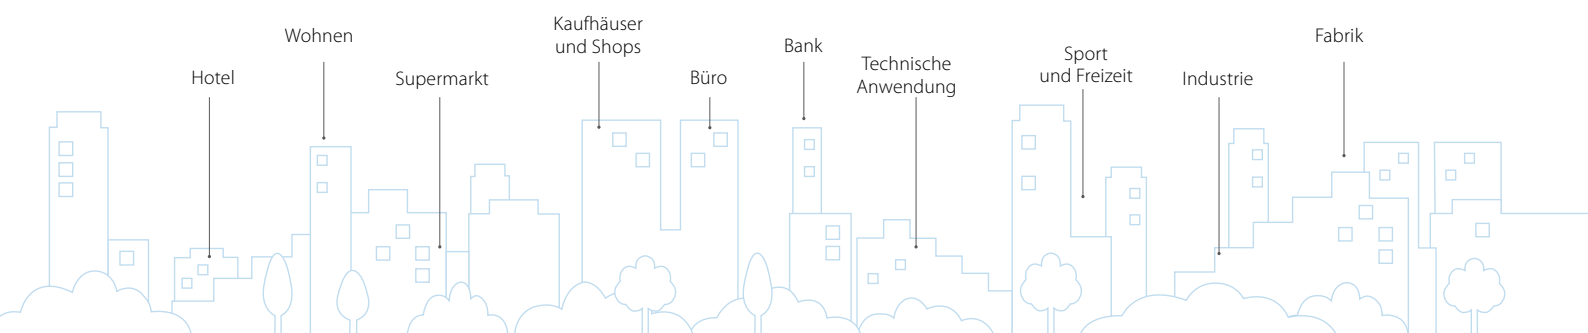 Hotel
Wohnen
Supermarkt
Kaufhäuser
und Shops
Büro
Bank
Technische
Anwendung
Sport
und Freizeit
Industrie
Fabrik